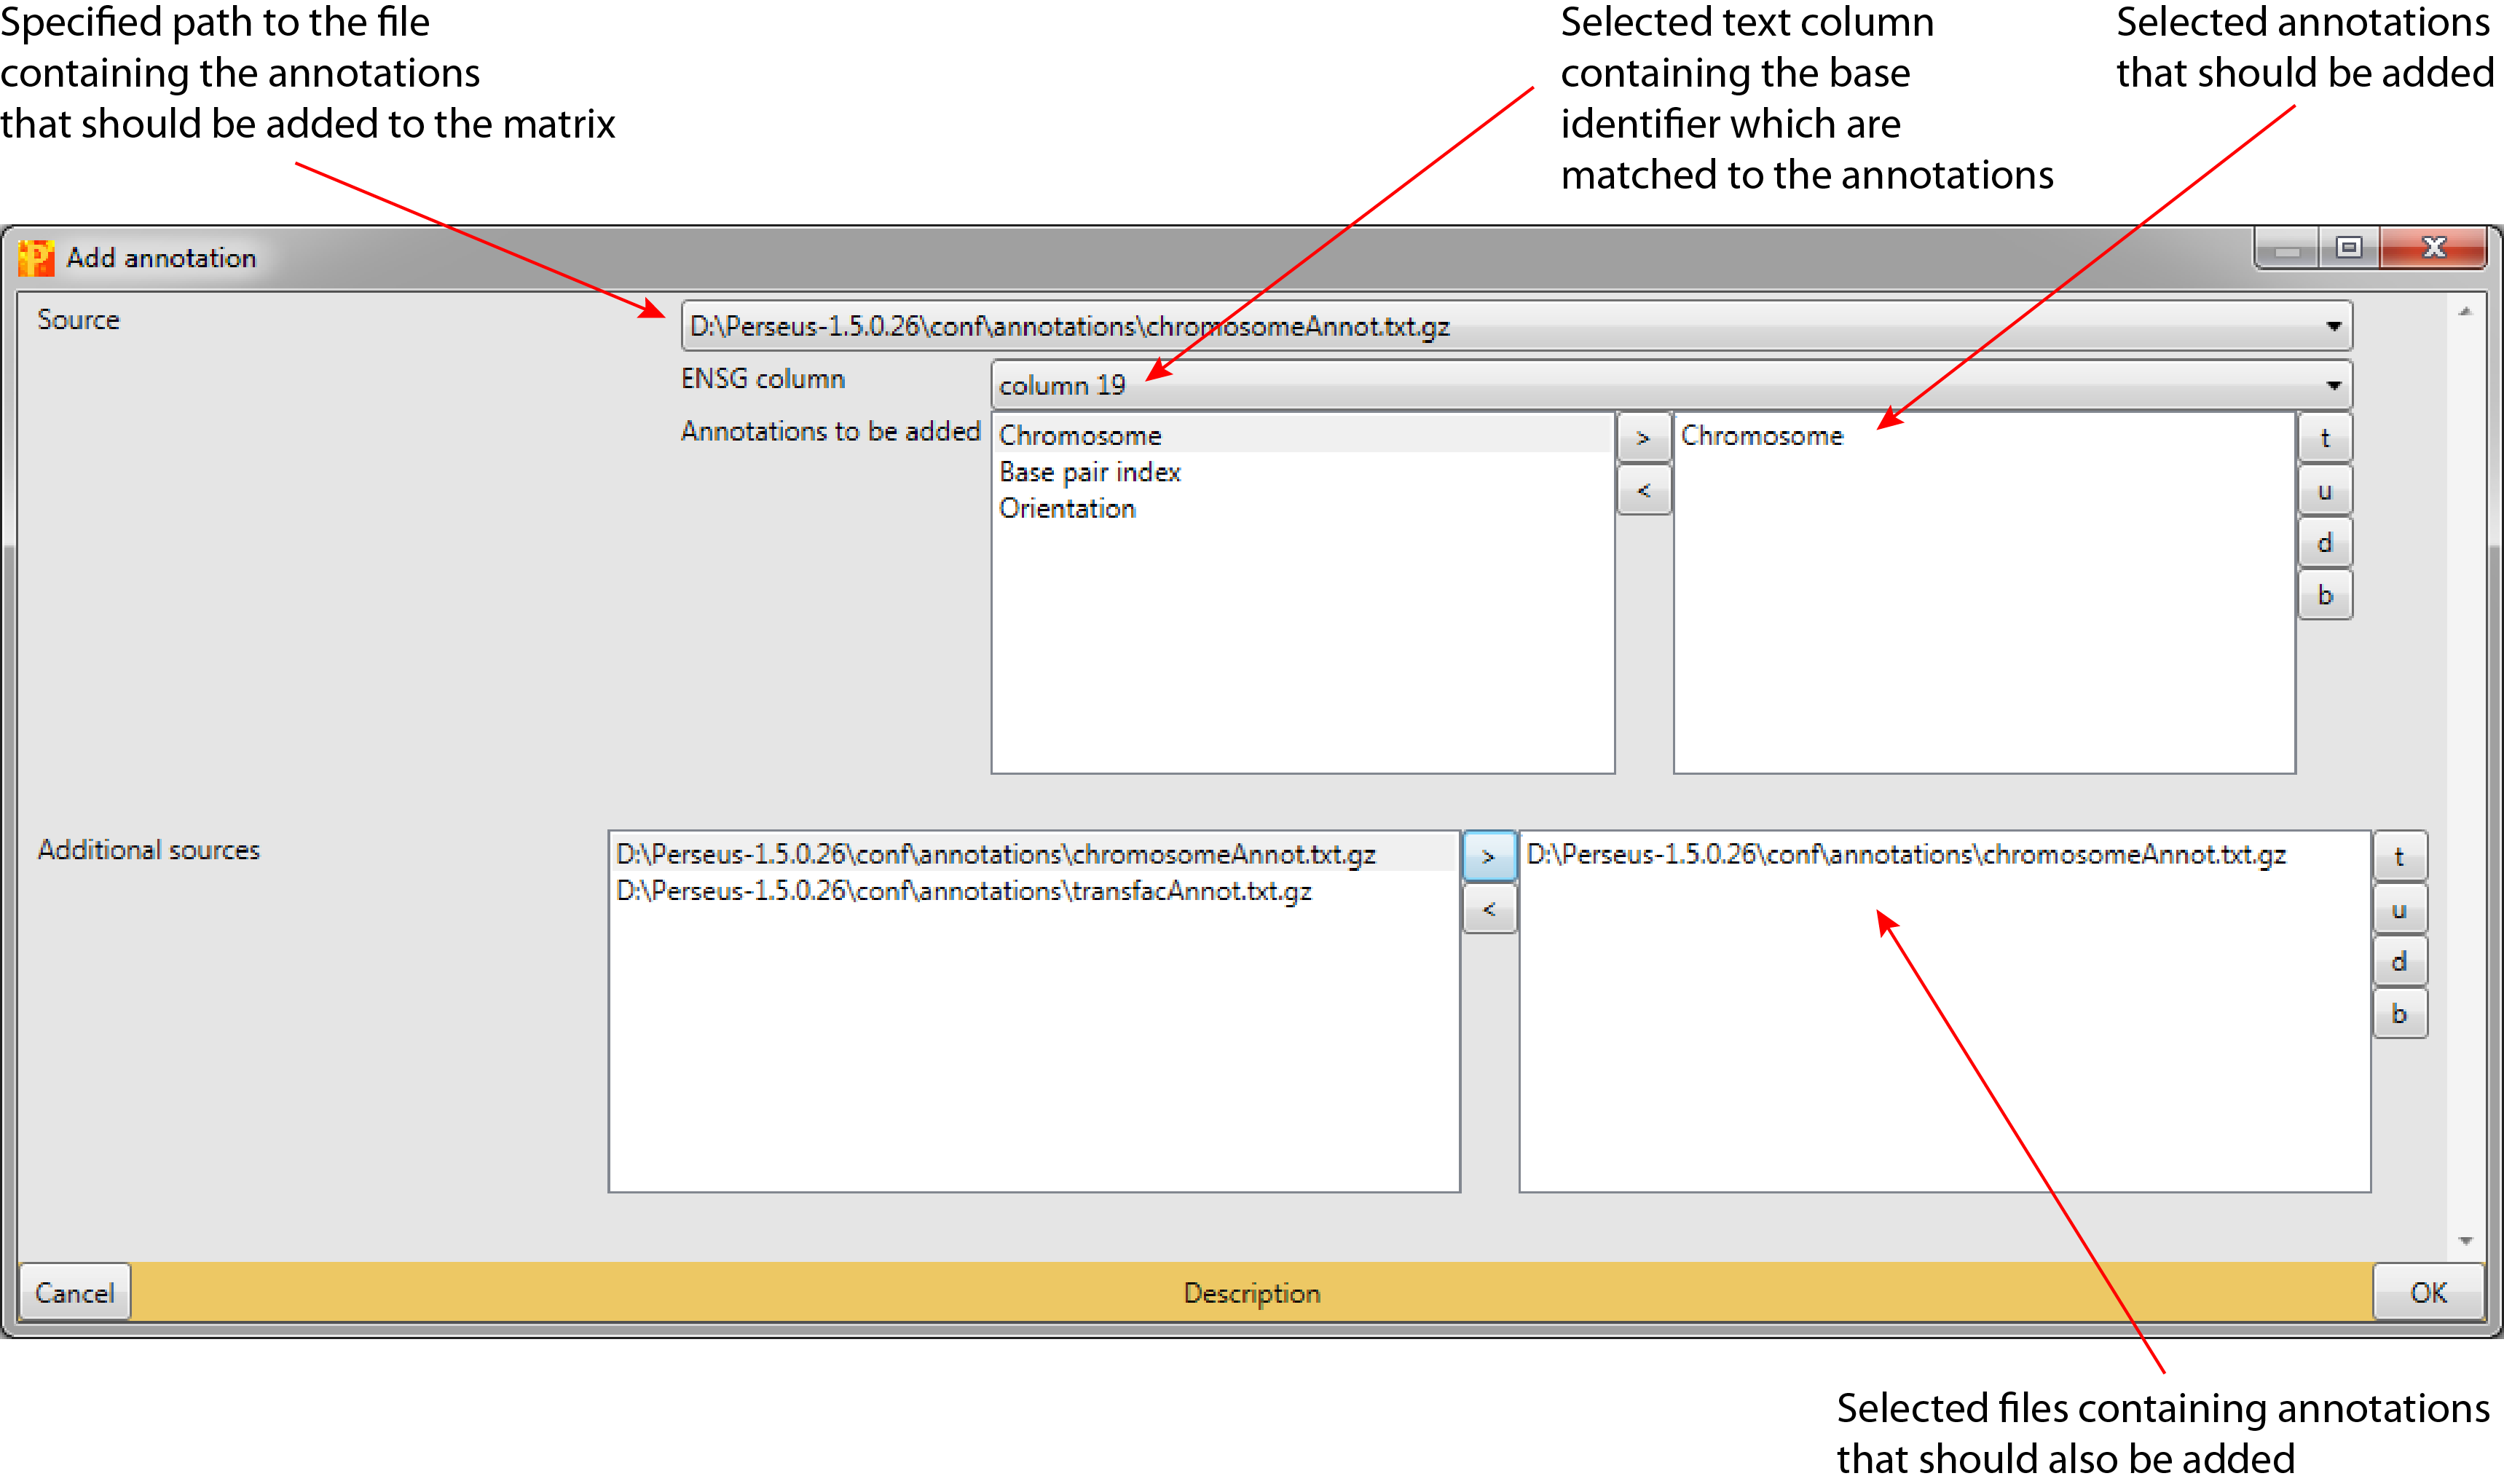 Specified path to the file
containing the annotations
that should be added to the matrix
Selected text column
containing the base
identifier which are
matched to the annotations
Selected annotations
that should be added
Add annotation
Source
D:\Perseus-1.5.0.26\conf\annotations\chromosomeAnnot.txt.gz
ENSG column
column 19
Annotations to be added
Chromosome
Base pair index
Orientation
>
<
Chromosome
t
u
d
b
Additional sources
D:\Perseus-1.5.0.26\conf\annotations\chromosomeAnnot.txt.gz
D:\Perseus-1.5.0.26\conf\annotations\transfacAnnot.txt.gz
>
<
D:\Perseus-1.5.0.26\conf\annotations\chromosomeAnnot.txt.gz
t
u
d
b
Cancel
Description
OK
Selected files containing annotations
that should also be added